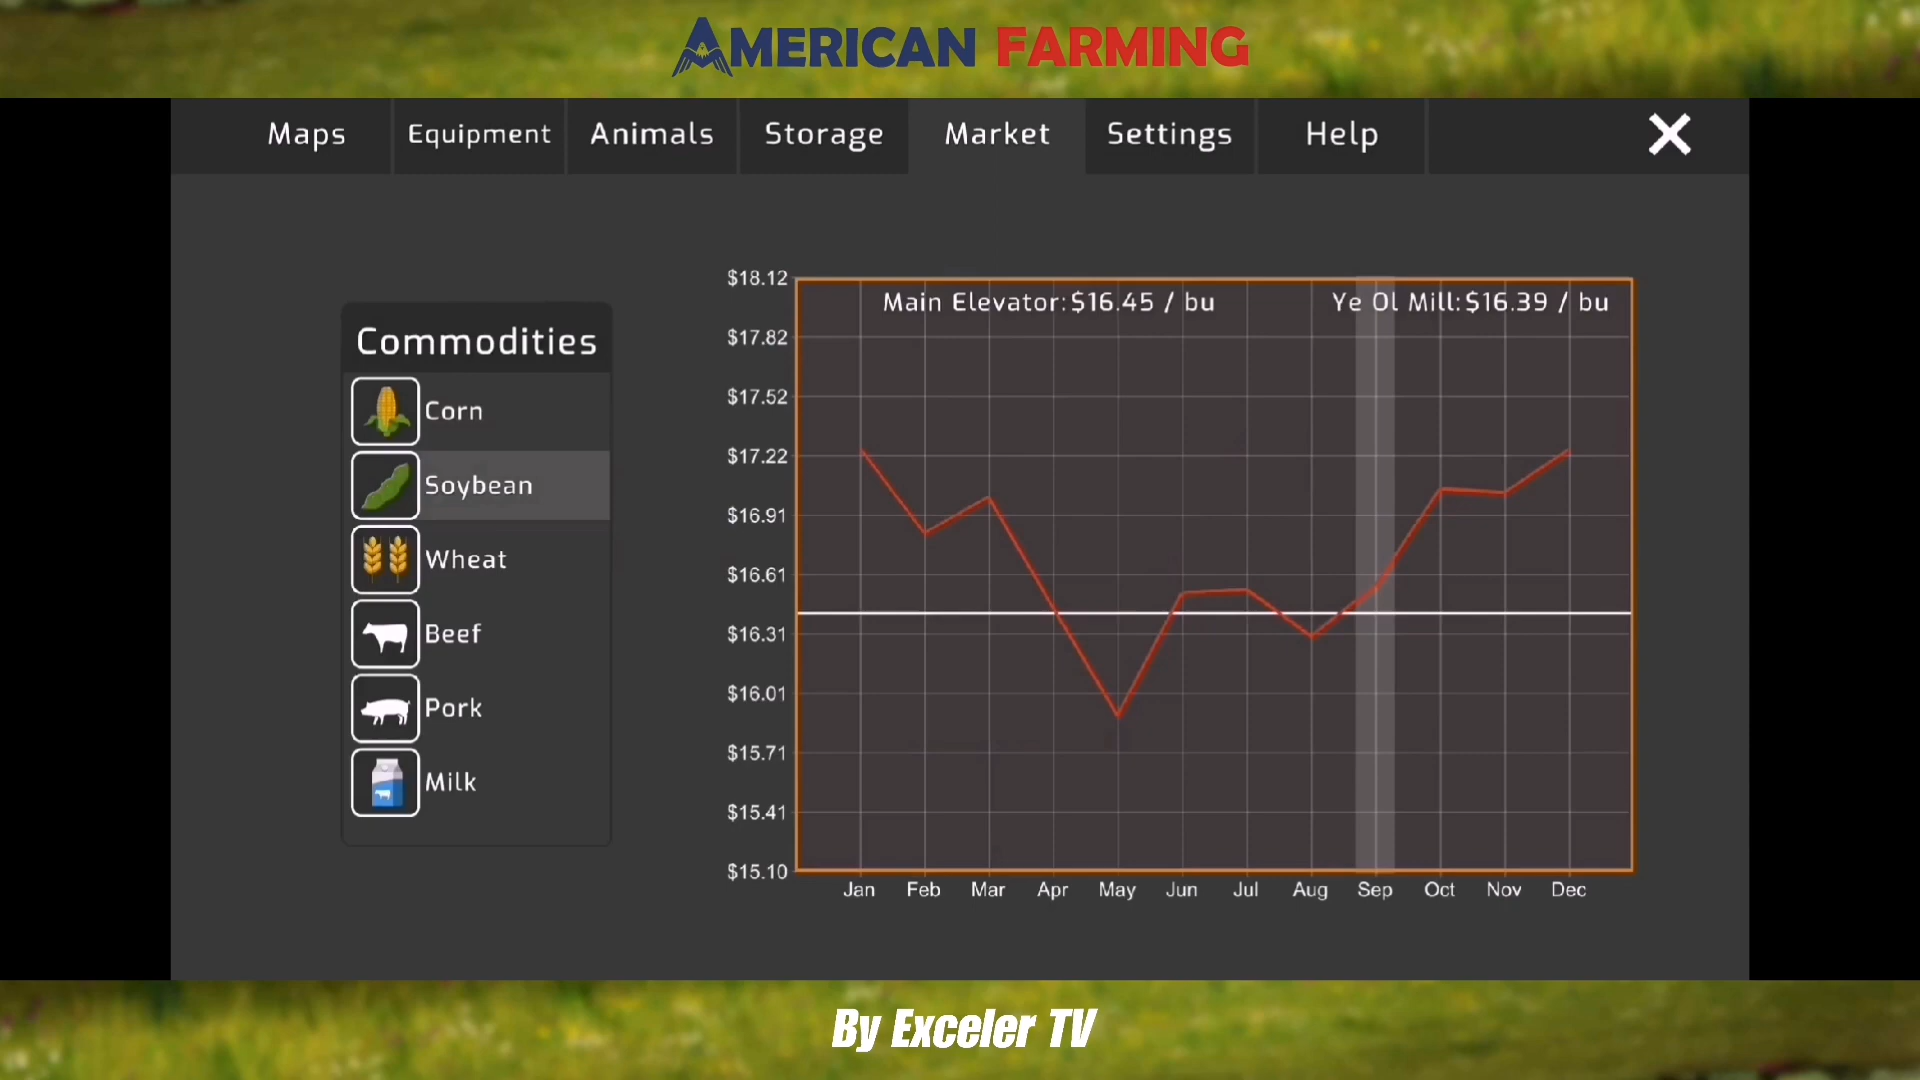 AMERICAN FARMING
Maps Equipment Animals Storage Market Settings Help
Commodities
Corn
Soybean
Wheat
Beef
Pork
Milk
Main Elevator: $16.45 / bu Ye Ol Mill: $16.39 / bu
$18.12
$17.82
$17.52
$17.22
$16.91
$16.61
$16.31
$16.01
$15.71
$15.41
$15.10
Jan Feb Mar Apr May Jun Jul Aug Sep Oct Nov Dec
By Exceler TV